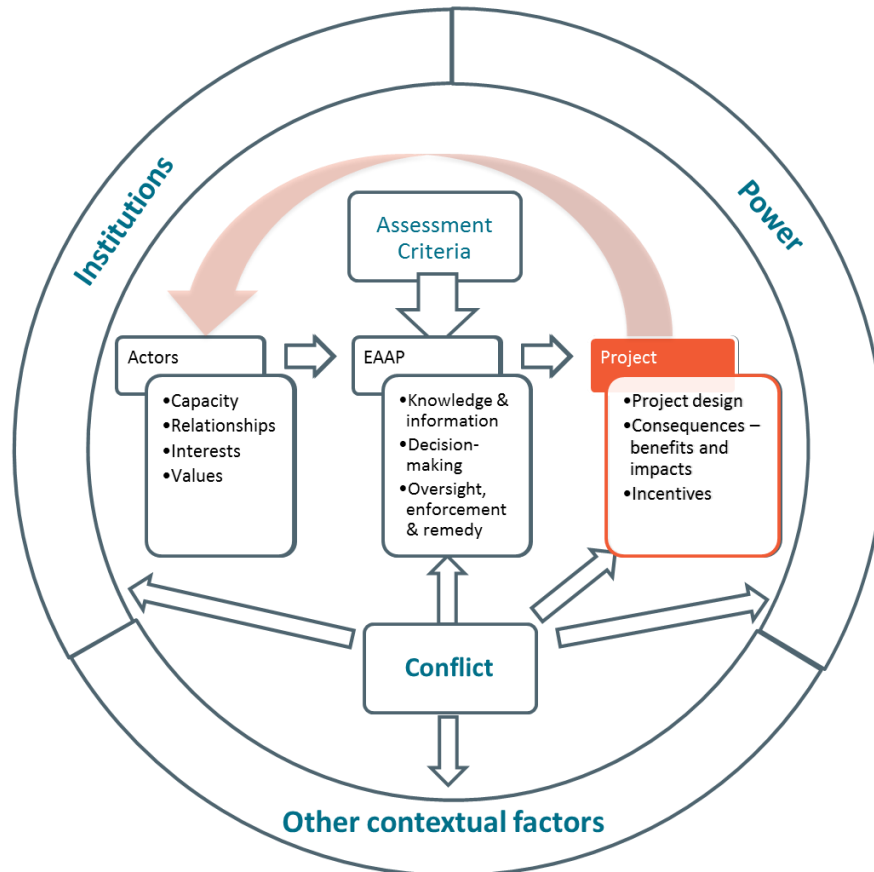 Institutions
Power
Assessment
Criteria
Actors
•Capacity
•Relationships
•Interests
•Values
EAAP
•Knowledge &
information
•Decision-
making
•Oversight,
enforcement
& remedy
Project
•Project design
•Consequences –
benefits and
impacts
•Incentives
Conflict
Other contextual factors